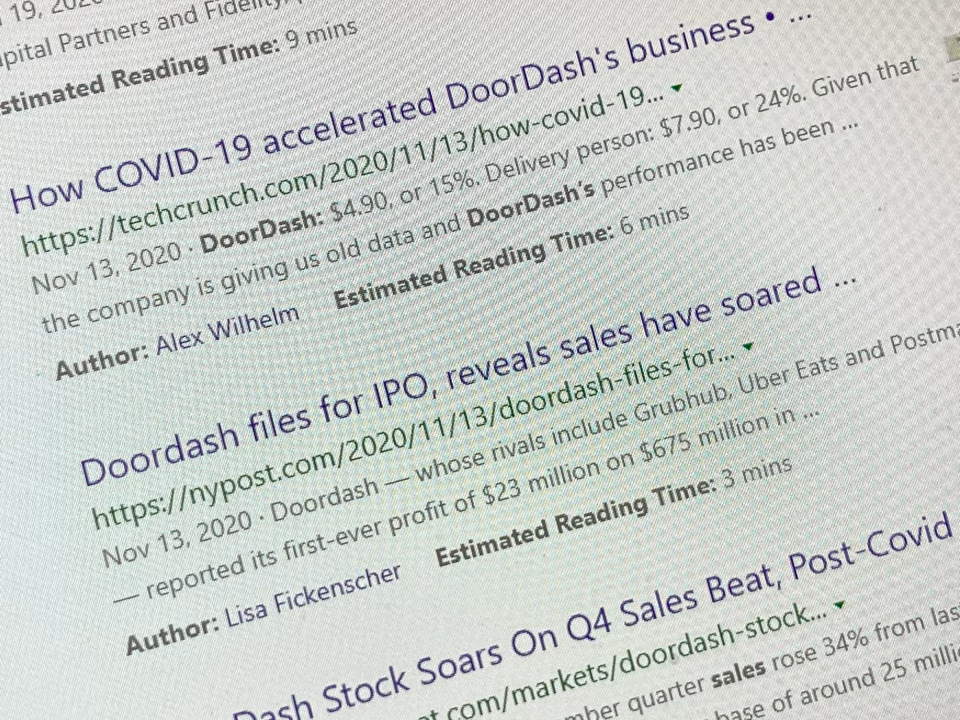 19, 2020
pital Partners and Fidelity,
stimated Reading Time: 9 mins
How COVID-19 accelerated DoorDash's business • ...
https://techcrunch.com/2020/11/13/how-covid-19...
Nov 13, 2020 · DoorDash: $4.90, or 15%. Delivery person: $7.90, or 24%. Given that
the company is giving us old data and DoorDash's performance has been ...
Author: Alex Wilhelm Estimated Reading Time: 6 mins
Doordash files for IPO, reveals sales have soared ...
https://nypost.com/2020/11/13/doordash-files-for...
Nov 13, 2020 · Doordash — whose rivals include Grubhub, Uber Eats and Postma
— reported its first-ever profit of $23 million on $675 million in ...
Author: Lisa Fickenscher Estimated Reading Time: 3 mins
Dash Stock Soars On Q4 Sales Beat, Post-Covid
et.com/markets/doordash-stock...
mber quarter sales rose 34% from las
base of around 25 milli